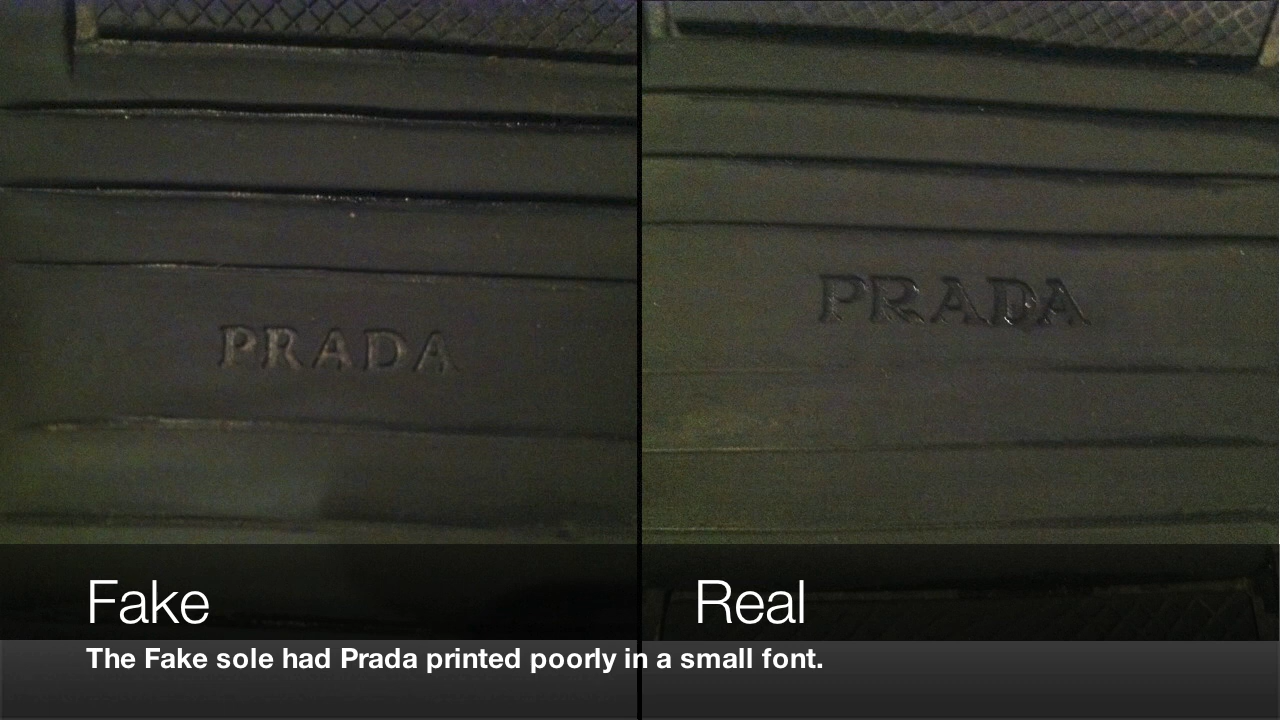 PRADA
PRADA
Fake
Real
The Fake sole had Prada printed poorly in a small font.